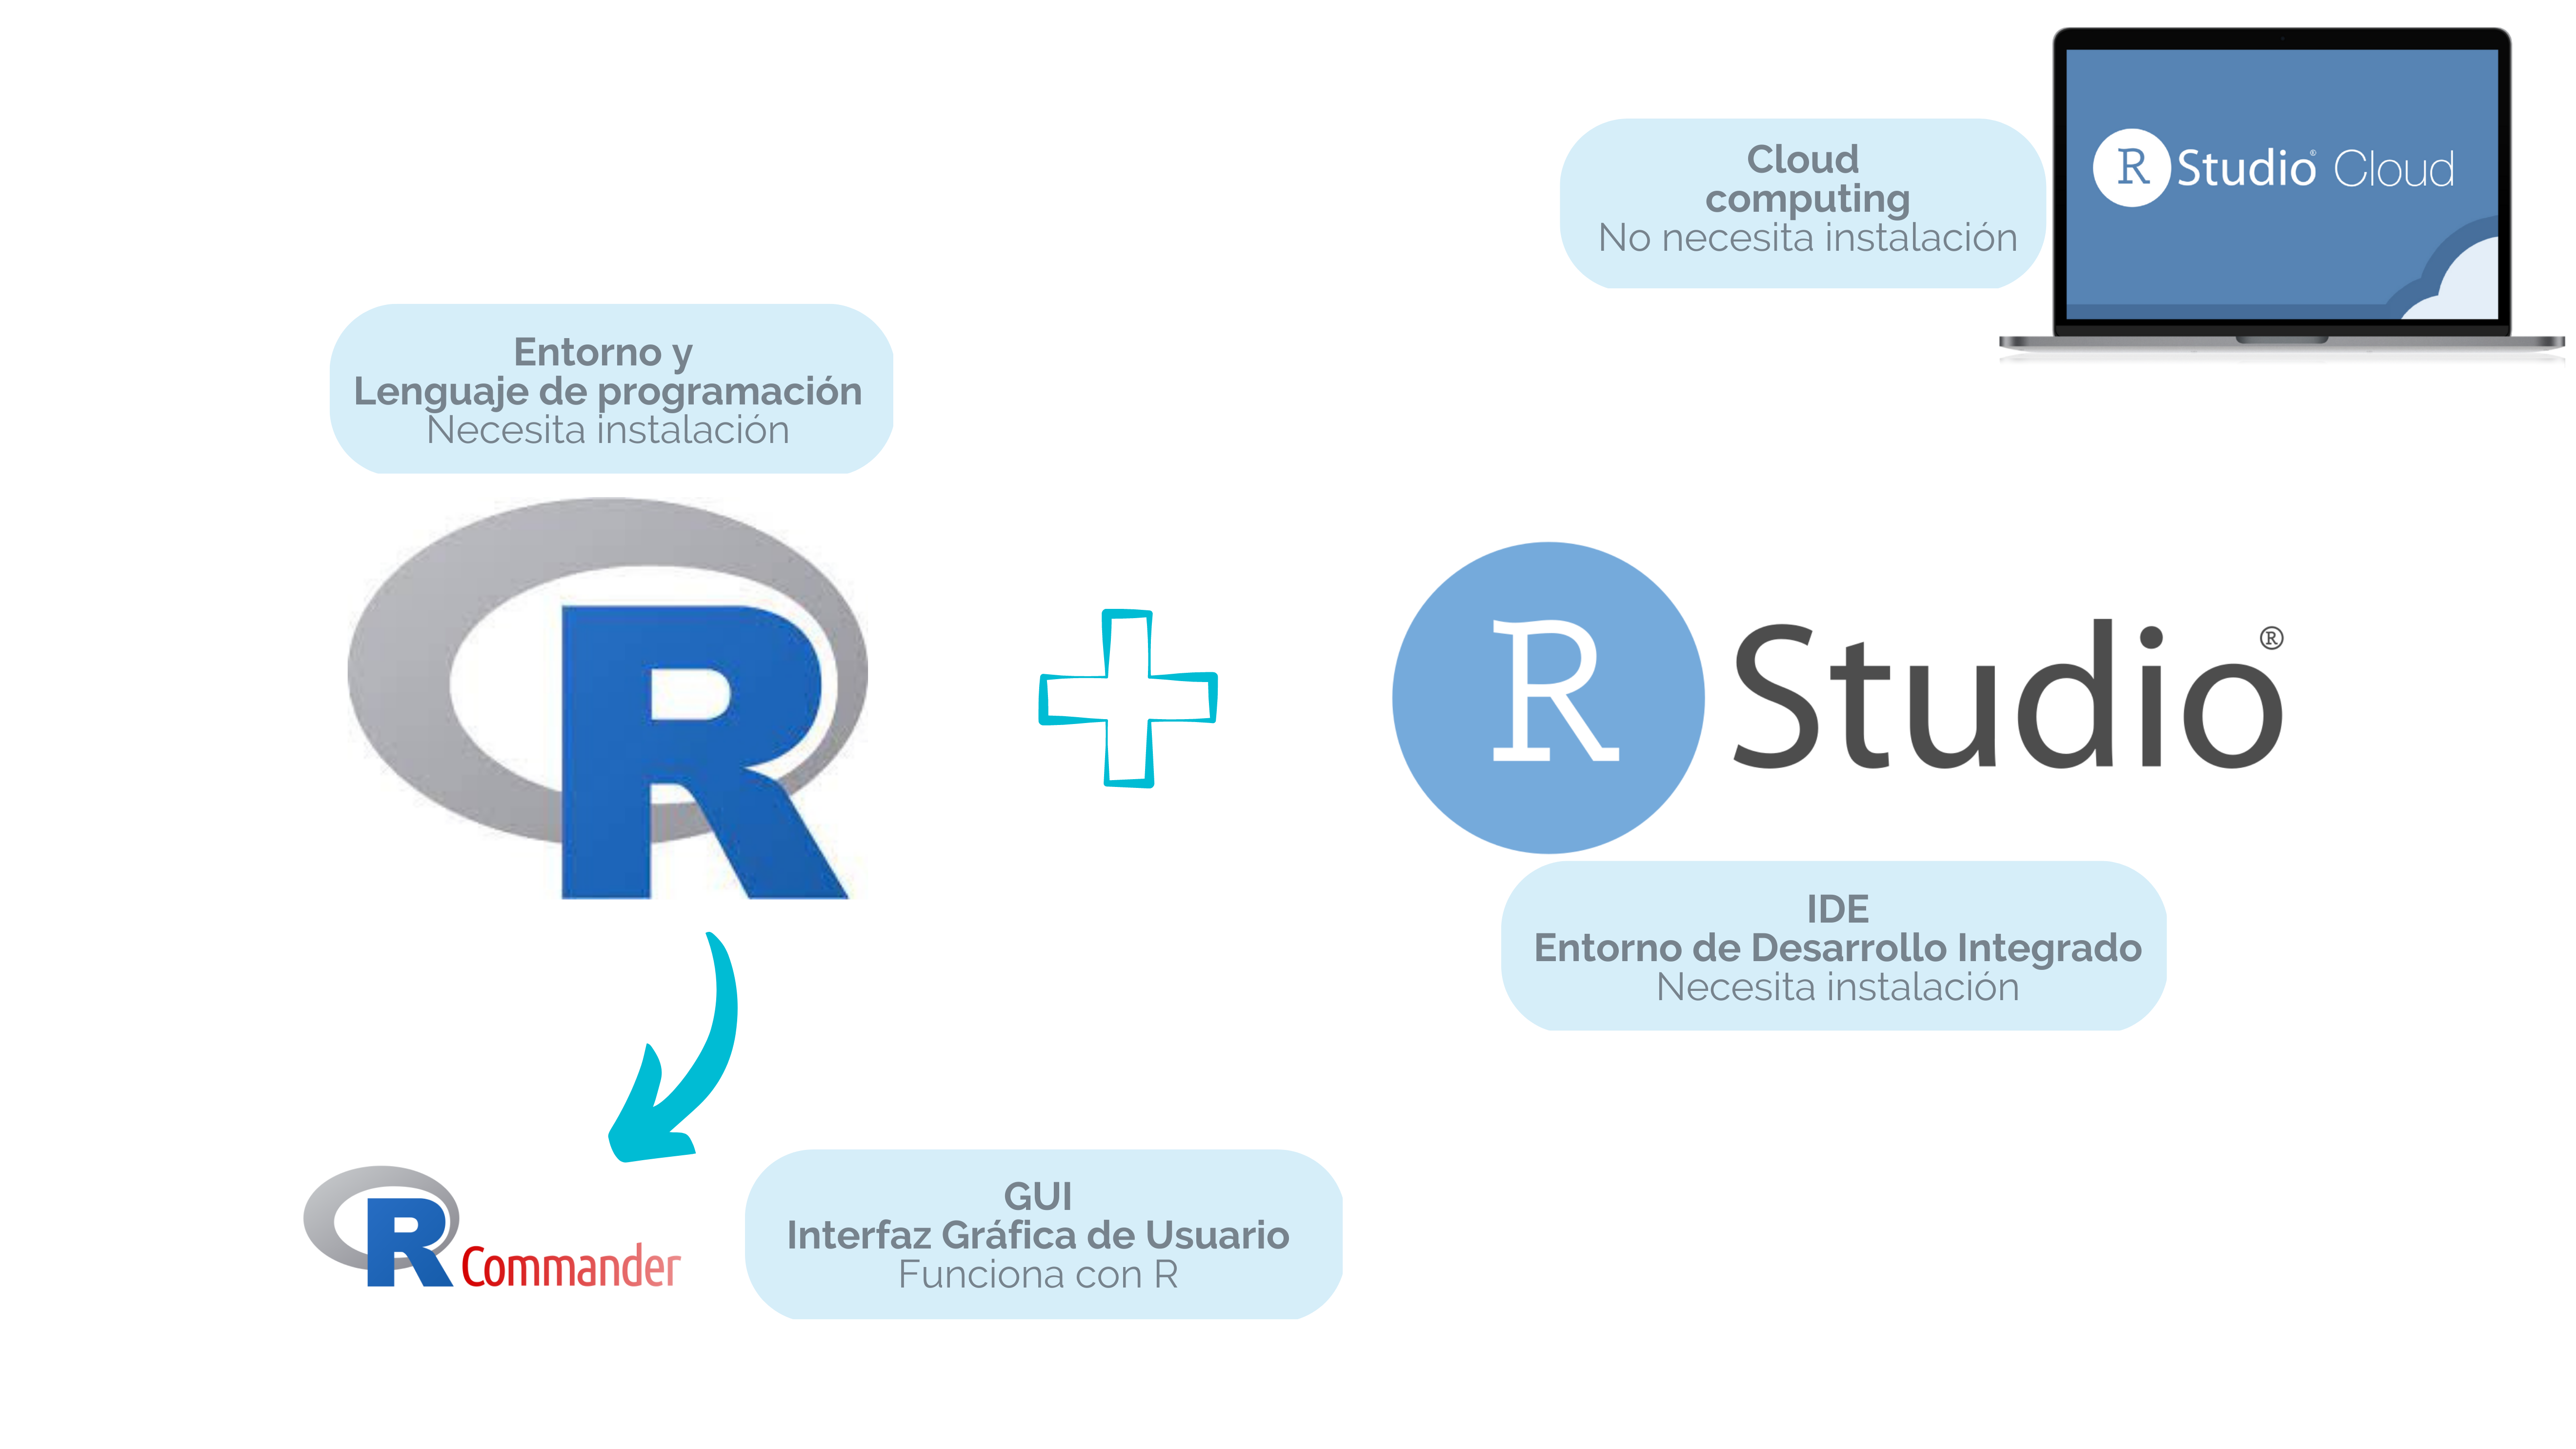 Cloud
computing
No necesita instalación
R Studio® Cloud
Entorno y
Lenguaje de programación
Necesita instalación
R
R Studio®
IDE
Entorno de Desarrollo Integrado
Necesita instalación
R Commander
GUI
Interfaz Gráfica de Usuario
Funciona con R